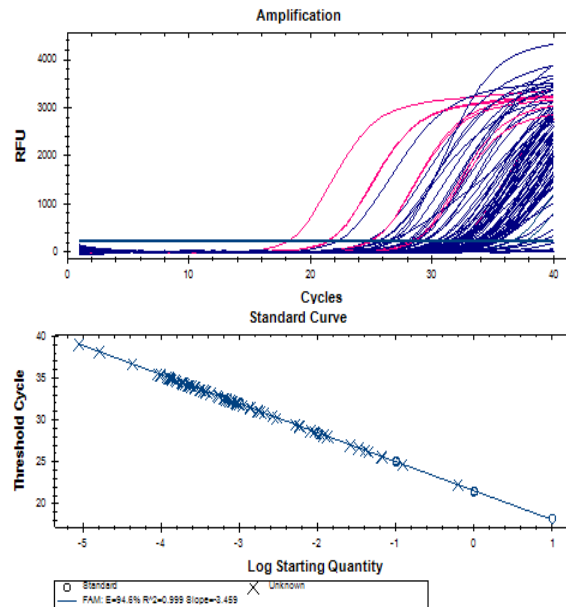 Amplification
4000
3000
2000
1000
0
0 10 20 30 40
RFU
Cycles
Standard Curve
40
35
30
25
20
-5 -4 -3 -2 -1 0 1
Threshold Cycle
Log Starting Quantity
O Standard X Unknown
FAM: E=94.6% R^2=0.999 Slope=-3.459